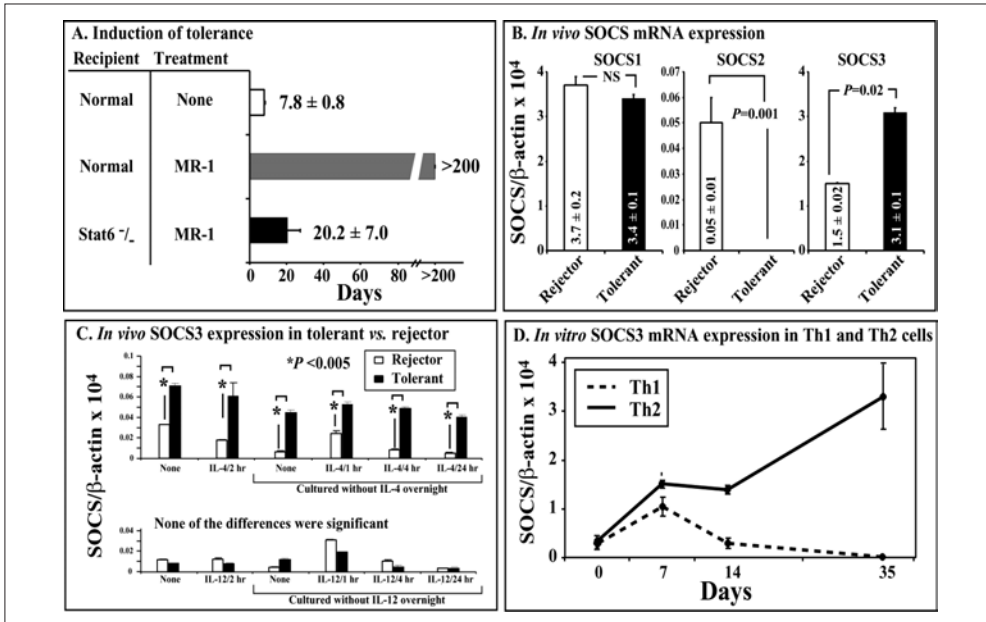 A. Induction of tolerance
Recipient Treatment
Normal None 7.8 ± 0.8
Normal MR-1 >200
Stat6 -/- MR-1 20.2 ± 7.0
0 20 40 60 80 >200
Days
B. In vivo SOCS mRNA expression
SOCS1 SOCS2 SOCS3
NS
P=0.001
P=0.02
SOCS/β-actin x 10⁴
4
3
2
1
0
0.07
0.06
0.05
0.04
0.03
0.02
0.01
0
4
3
2
1
0
3.7 ± 0.2
3.4 ± 0.1
0.05 ± 0.01
1.5 ± 0.02
3.1 ± 0.1
Rejector Tolerant Rejector Tolerant Rejector Tolerant
C. In vivo SOCS3 expression in tolerant vs. rejector
*P <0.005
Rejector
Tolerant
SOCS/β-actin x 10⁴
0.1
0.08
0.06
0.04
0.02
0
* * * * * *
None IL-4/2 hr None IL-4/1 hr IL-4/4 hr IL-4/24 hr
Cultured without IL-4 overnight
None of the differences were significant
0.04
0.02
0
None IL-12/2 hr None IL-12/1 hr IL-12/4 hr IL-12/24 hr
Cultured without IL-12 overnight
D. In vitro SOCS3 mRNA expression in Th1 and Th2 cells
Th1
Th2
SOCS/β-actin x 10⁴
4
3
2
1
0
0 7 14 35
Days